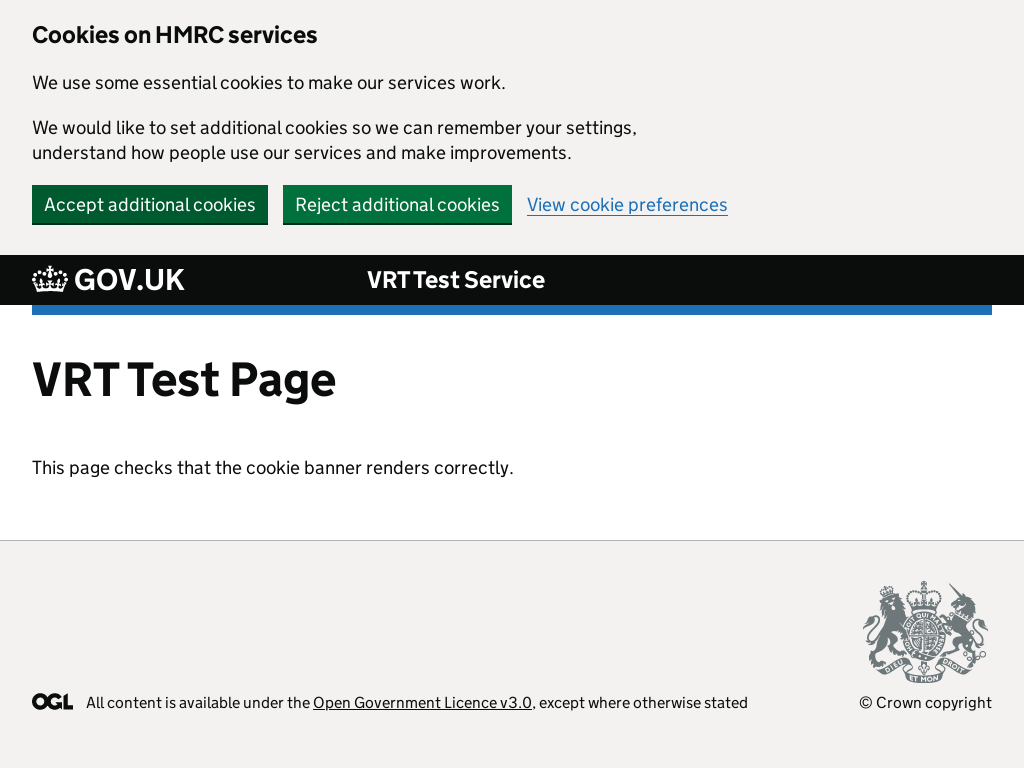 Cookies on HMRC services
We use some essential cookies to make our services work.
We would like to set additional cookies so we can remember your settings,
understand how people use our services and make improvements.
Accept additional cookies Reject additional cookies View cookie preferences
GOV.UK VRT Test Service
VRT Test Page
This page checks that the cookie banner renders correctly.
DIEU ET MON DROIT
OGL All content is available under the Open Government Licence v3.0, except where otherwise stated © Crown copyright